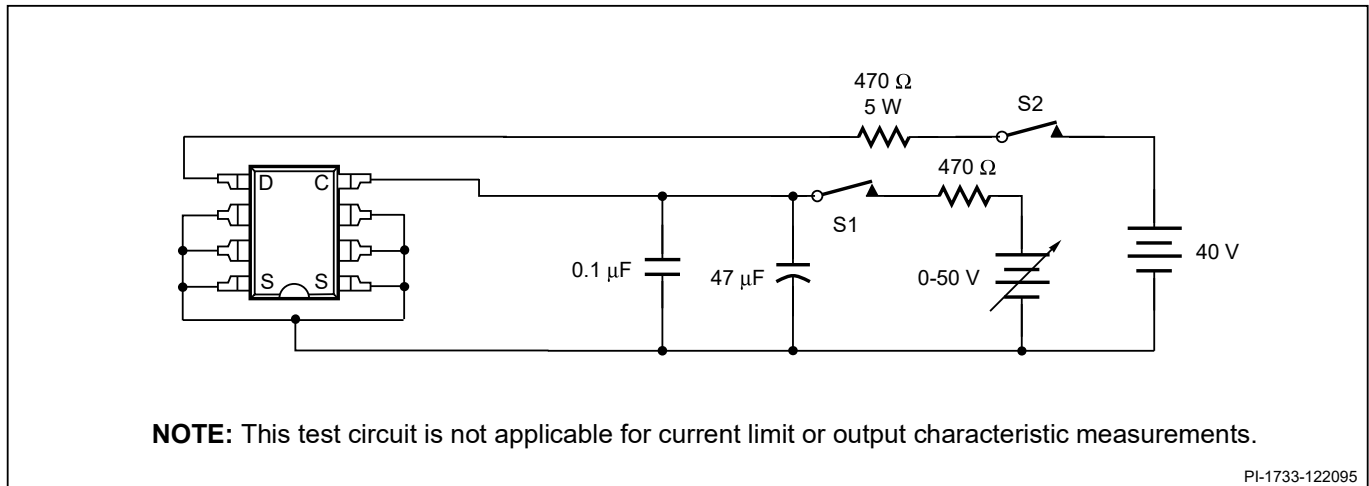 470 Ω
5 W
S2
470 Ω
D
C
S1
0.1 µF
47 µF
0-50 V
40 V
S
S
NOTE: This test circuit is not applicable for current limit or output characteristic measurements.
PI-1733-122095